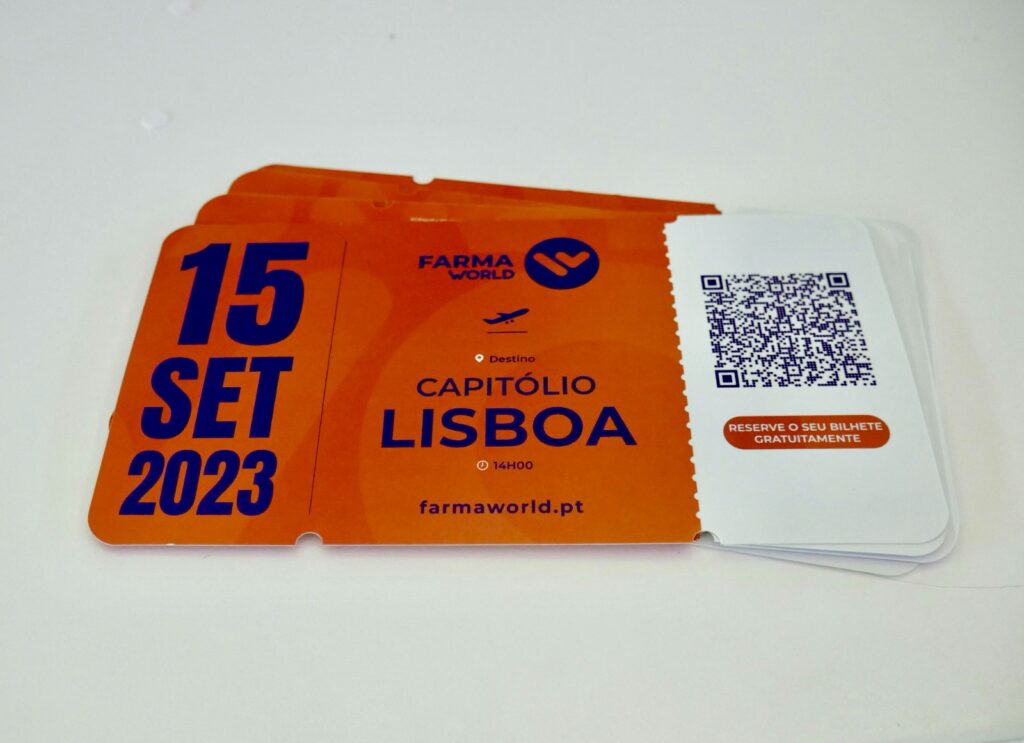 15
SET
2023
FARMA
WORLD
Destino
CAPITÓLIO
LISBOA
14H00
farmaworld.pt
RESERVE O SEU BILHETE
GRATUITAMENTE